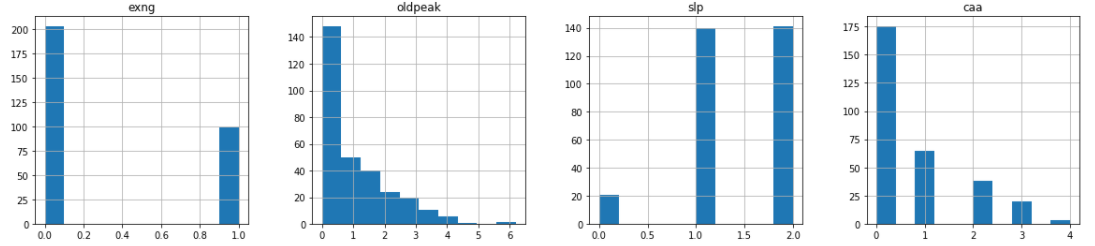 exng oldpeak slp caa
200 175 150 125 100 75 50 25 0
0.0 0.2 0.4 0.6 0.8 1.0
140 120 100 80 60 40 20 0
0 1 2 3 4 5 6
140 120 100 80 60 40 20 0
0.0 0.5 1.0 1.5 2.0
175 150 125 100 75 50 25 0
0 1 2 3 4